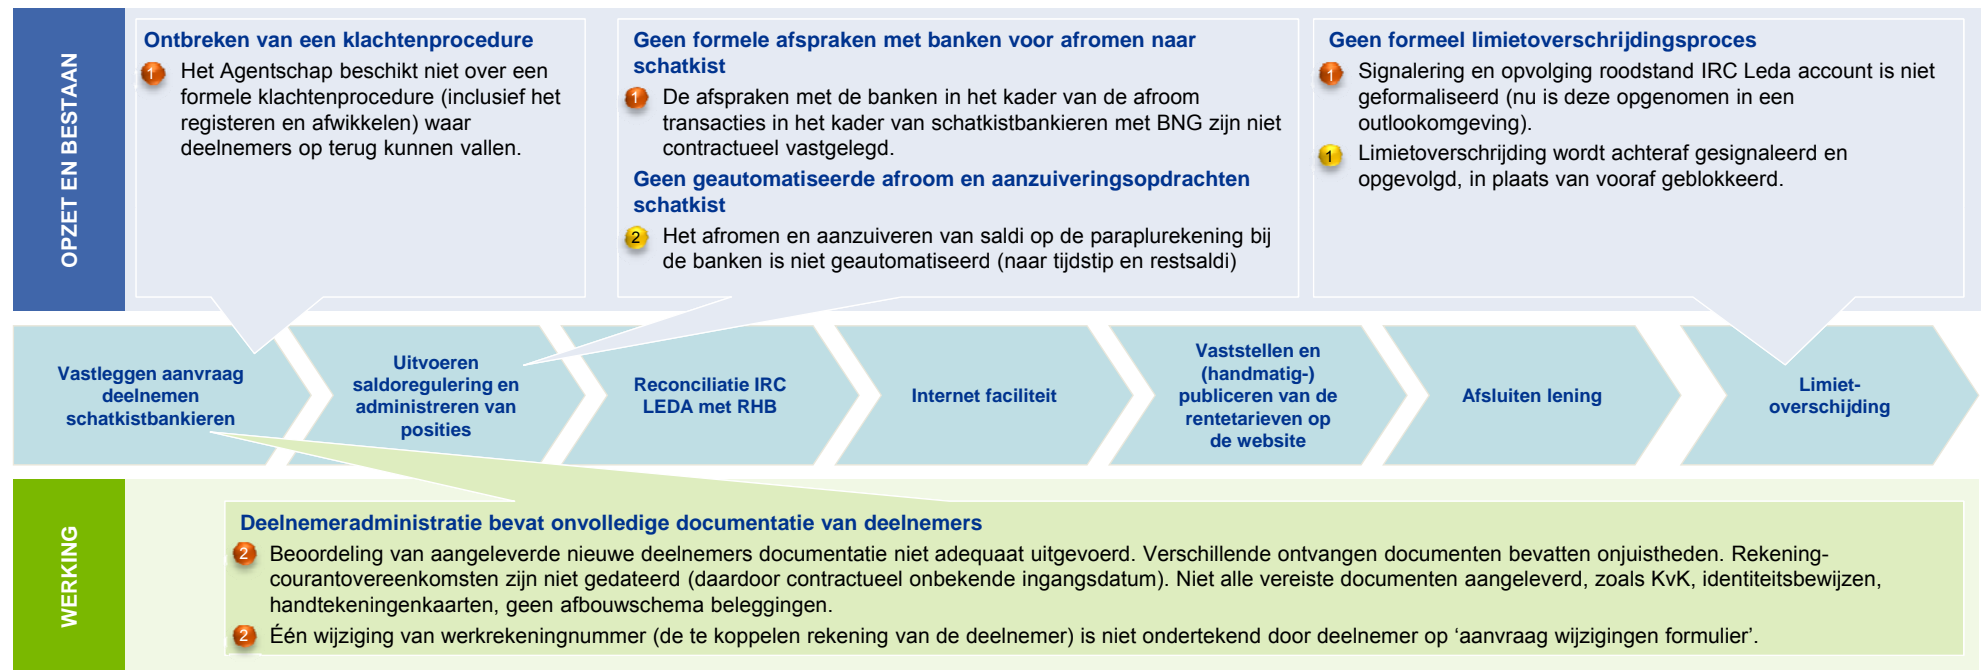 OPZET EN BESTAAN
Ontbreken van een klachtenprocedure
1 Het Agentschap beschikt niet over een
formele klachtenprocedure (inclusief het
registeren en afwikkelen) waar
deelnemers op terug kunnen vallen.
Geen formele afspraken met banken voor afromen naar
schatkist
1 De afspraken met de banken in het kader van de afroom
transacties in het kader van schatkistbankieren met BNG zijn niet
contractueel vastgelegd.
Geen geautomatiseerde afroom en aanzuiveringsopdrachten
schatkist
2 Het afromen en aanzuiveren van saldi op de paraplurekening bij
de banken is niet geautomatiseerd (naar tijdstip en restsaldi)
Geen formeel limietoverschrijdingsproces
1 Signalering en opvolging roodstand IRC Leda account is niet
geformaliseerd (nu is deze opgenomen in een
outlookomgeving).
1 Limietoverschrijding wordt achteraf gesignaleerd en
opgevolgd, in plaats van vooraf geblokkeerd.
Vastleggen aanvraag
deelnemen
schatkistbankieren
Uitvoeren
saldoregulering en
administreren van
posities
Reconciliatie IRC
LEDA met RHB
Internet faciliteit
Vaststellen en
(handmatig-)
publiceren van de
rentetarieven op
de website
Afsluiten lening
Limiet-
overschijding
WERKING
Deelnemeradministratie bevat onvolledige documentatie van deelnemers
2 Beoordeling van aangeleverde nieuwe deelnemers documentatie niet adequaat uitgevoerd. Verschillende ontvangen documenten bevatten onjuistheden. Rekening-
courantovereenkomsten zijn niet gedateerd (daardoor contractueel onbekende ingangsdatum). Niet alle vereiste documenten aangeleverd, zoals KvK, identiteitsbewijzen,
handtekeningenkaarten, geen afbouwschema beleggingen.
2 Één wijziging van werkrekeningnummer (de te koppelen rekening van de deelnemer) is niet ondertekend door deelnemer op ‘aanvraag wijzigingen formulier’.